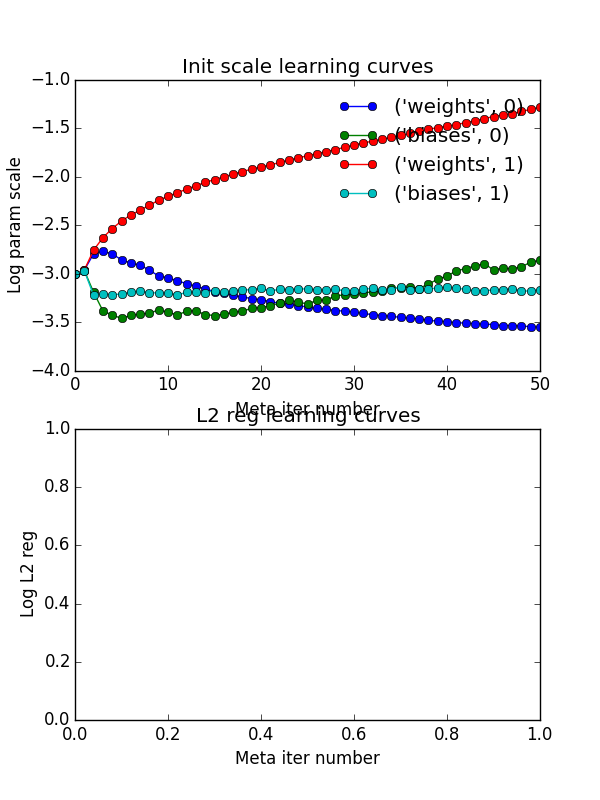 Init scale learning curves
−1.0
−1.5
−2.0
−2.5
−3.0
−3.5
−4.0
Log param scale
('weights', 0)
('biases', 0)
('weights', 1)
('biases', 1)
0 10 20 30 40 50
Meta iter number
L2 reg learning curves
1.0
0.8
0.6
0.4
0.2
0.0
Log L2 reg
0.0 0.2 0.4 0.6 0.8 1.0
Meta iter number